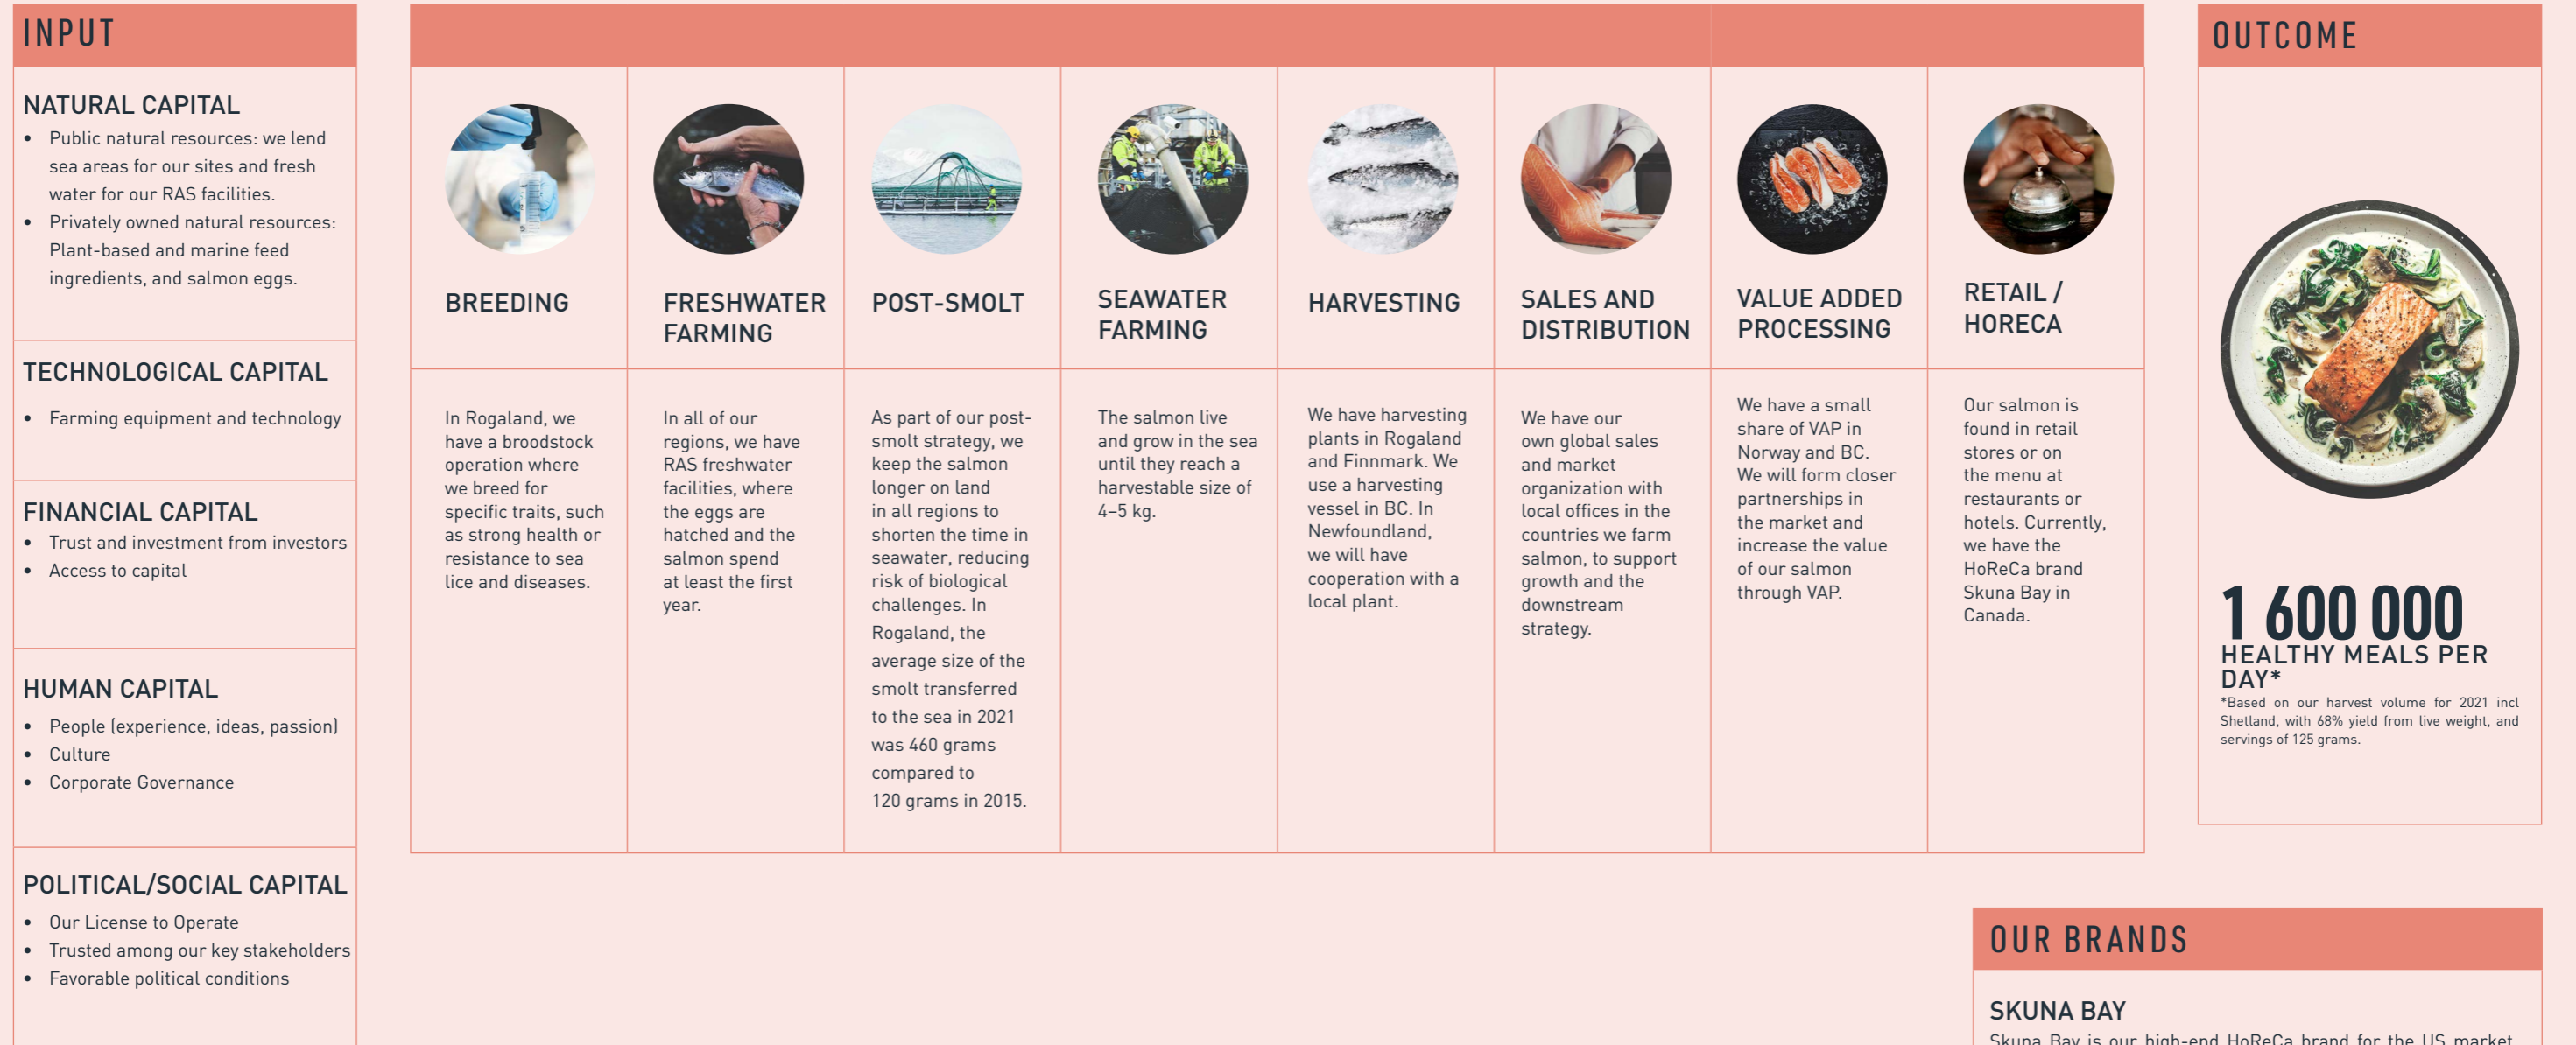 INPUT
NATURAL CAPITAL
• Public natural resources: we lend
sea areas for our sites and fresh
water for our RAS facilities.
• Privately owned natural resources:
Plant-based and marine feed
ingredients, and salmon eggs.
TECHNOLOGICAL CAPITAL
• Farming equipment and technology
FINANCIAL CAPITAL
• Trust and investment from investors
• Access to capital
HUMAN CAPITAL
• People (experience, ideas, passion)
• Culture
• Corporate Governance
POLITICAL/SOCIAL CAPITAL
• Our License to Operate
• Trusted among our key stakeholders
• Favorable political conditions
BREEDING
In Rogaland, we
have a broodstock
operation where
we breed for
specific traits, such
as strong health or
resistance to sea
lice and diseases.
FRESHWATER
FARMING
In all of our
regions, we have
RAS freshwater
facilities, where
the eggs are
hatched and the
salmon spend
at least the first
year.
POST-SMOLT
As part of our post-
smolt strategy, we
keep the salmon
longer on land
in all regions to
shorten the time in
seawater, reducing
risk of biological
challenges. In
Rogaland, the
average size of the
smolt transferred
to the sea in 2021
was 460 grams
compared to
120 grams in 2015.
SEAWATER
FARMING
The salmon live
and grow in the sea
until they reach a
harvestable size of
4–5 kg.
HARVESTING
We have harvesting
plants in Rogaland
and Finnmark. We
use a harvesting
vessel in BC. In
Newfoundland,
we will have
cooperation with a
local plant.
SALES AND
DISTRIBUTION
We have our
own global sales
and market
organization with
local offices in the
countries we farm
salmon, to support
growth and the
downstream
strategy.
VALUE ADDED
PROCESSING
We have a small
share of VAP in
Norway and BC.
We will form closer
partnerships in
the market and
increase the value
of our salmon
through VAP.
RETAIL /
HORECA
Our salmon is
found in retail
stores or on
the menu at
restaurants or
hotels. Currently,
we have the
HoReCa brand
Skuna Bay in
Canada.
OUTCOME
1 600 000
HEALTHY MEALS PER
DAY*
*Based on our harvest volume for 2021 incl
Shetland, with 68% yield from live weight, and
servings of 125 grams.
OUR BRANDS
SKUNA BAY
Skuna Bay is our high-end HoReCa brand for the US market